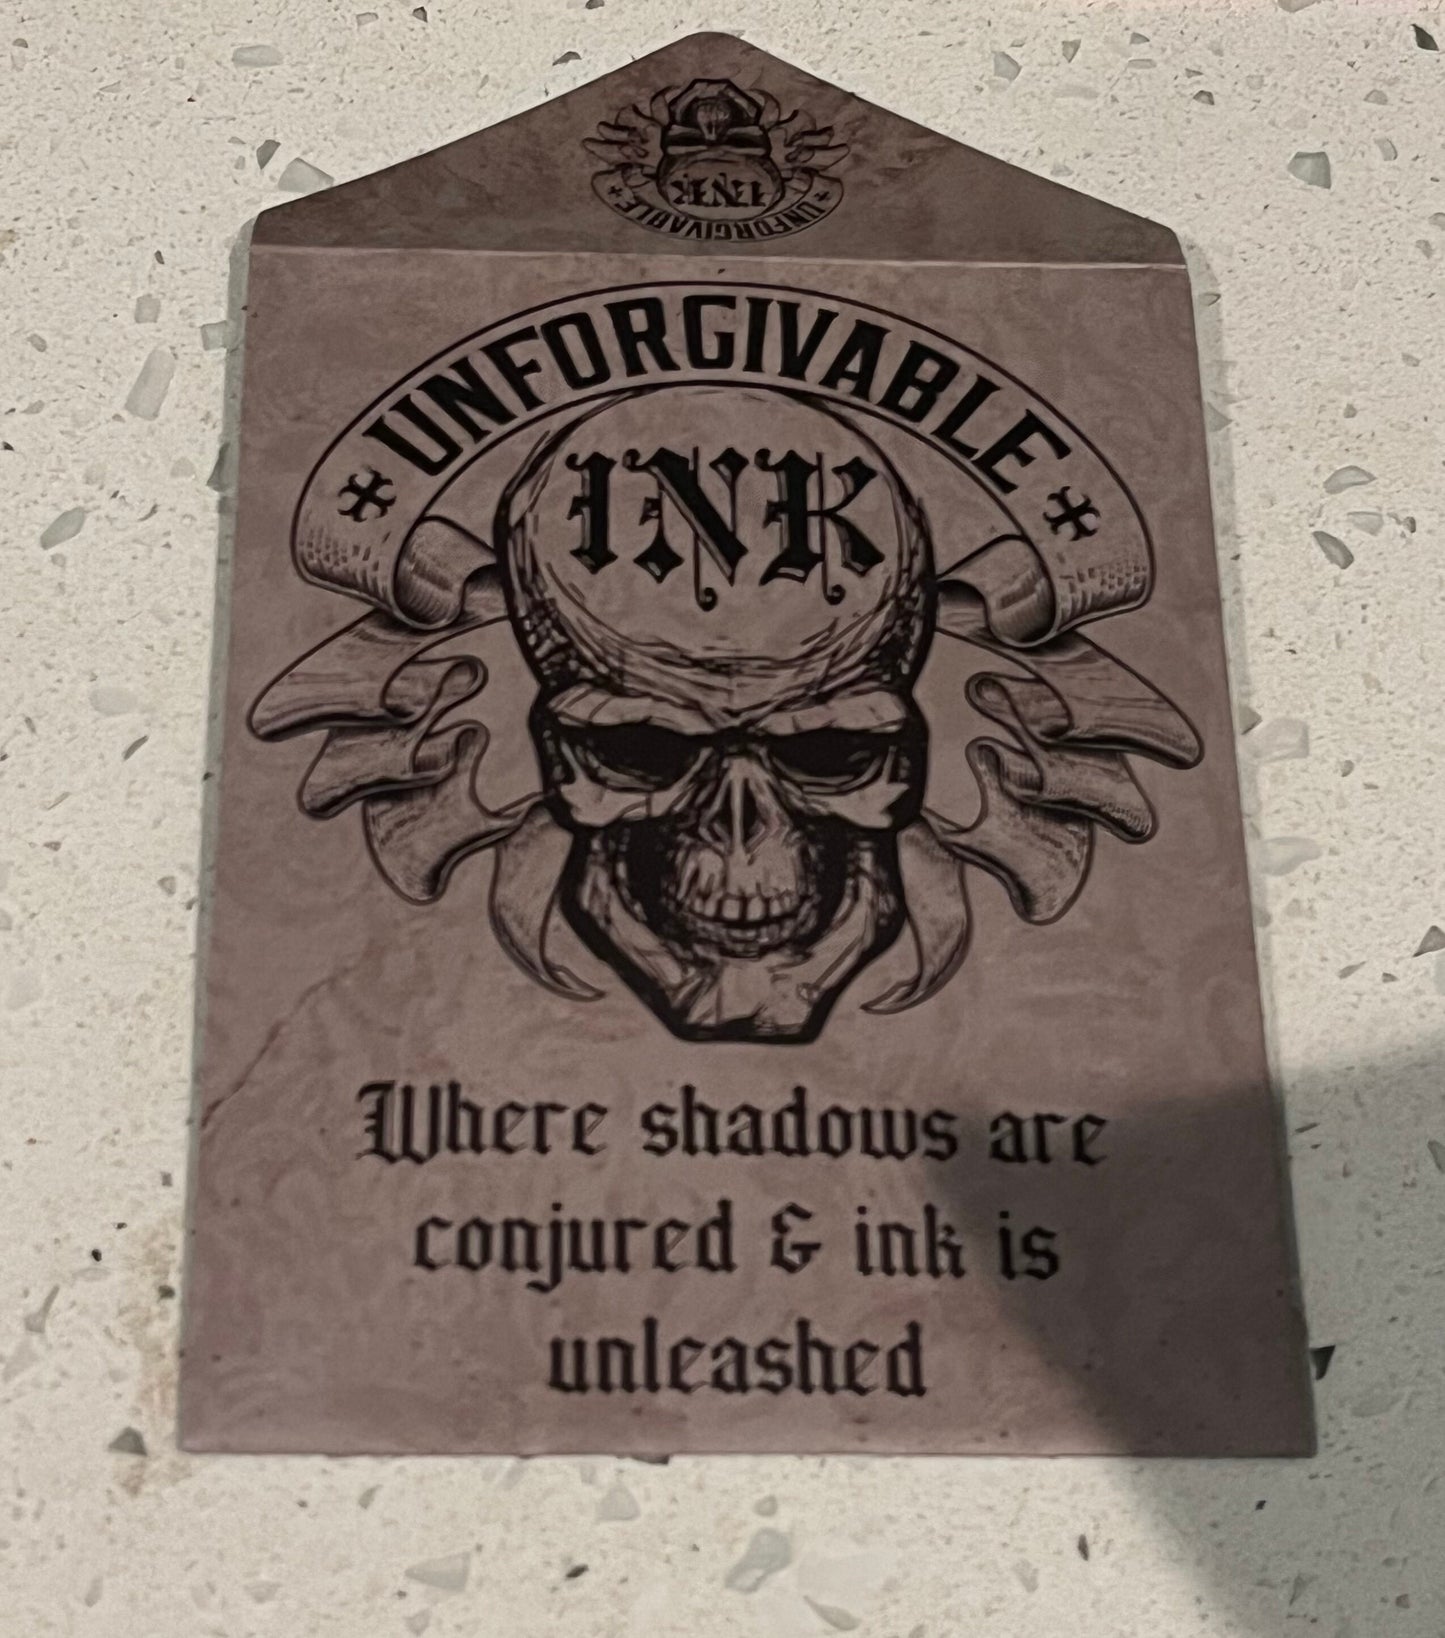 INK
UNFORGIVABLE
UNFORGIVABLE
INK
Where shadows are
conjured & ink is
unleashed